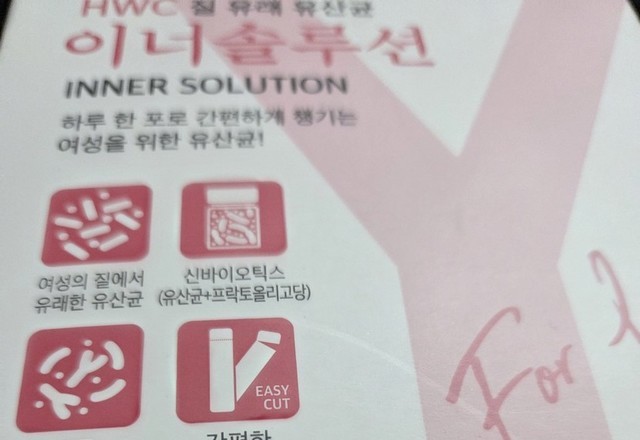 HWC 질 유래 유산균
이너솔루션
INNER SOLUTION
하루 한 포로 간편하게 챙기는
여성을 위한 유산균!
여성의 질에서
유래한 유산균
신바이오틱스
(유산균+프락토올리고당)
EASY
CUT
간편한
For